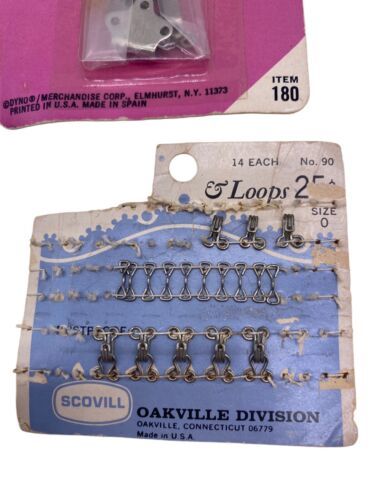 ©DYNO®/MERCHANDISE CORP., ELMHURST, N.Y. 11373
PRINTED IN U.S.A. MADE IN SPAIN
ITEM
180
14 EACH No. 90
& Loops 25¢
SIZE
0
SCOVILL
OAKVILLE DIVISION
OAKVILLE, CONNECTICUT 06779
Made in U.S.A.